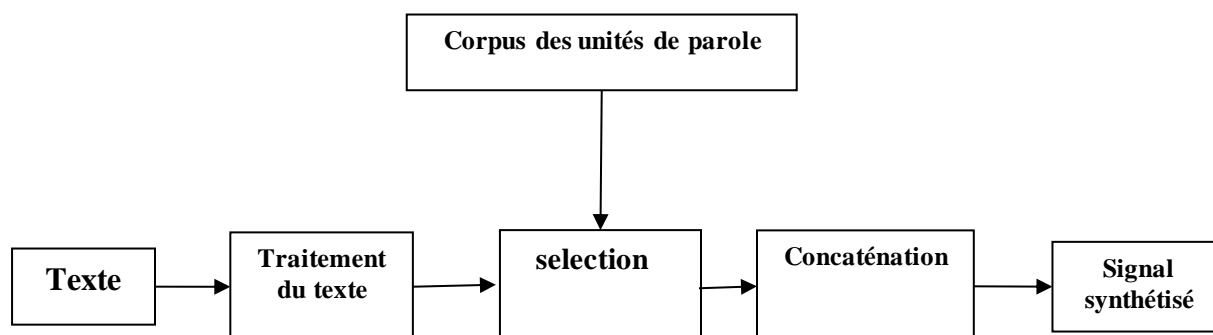 Corpus des unités de parole
Texte
Traitement
du texte
selection
Concaténation
Signal
synthétisé